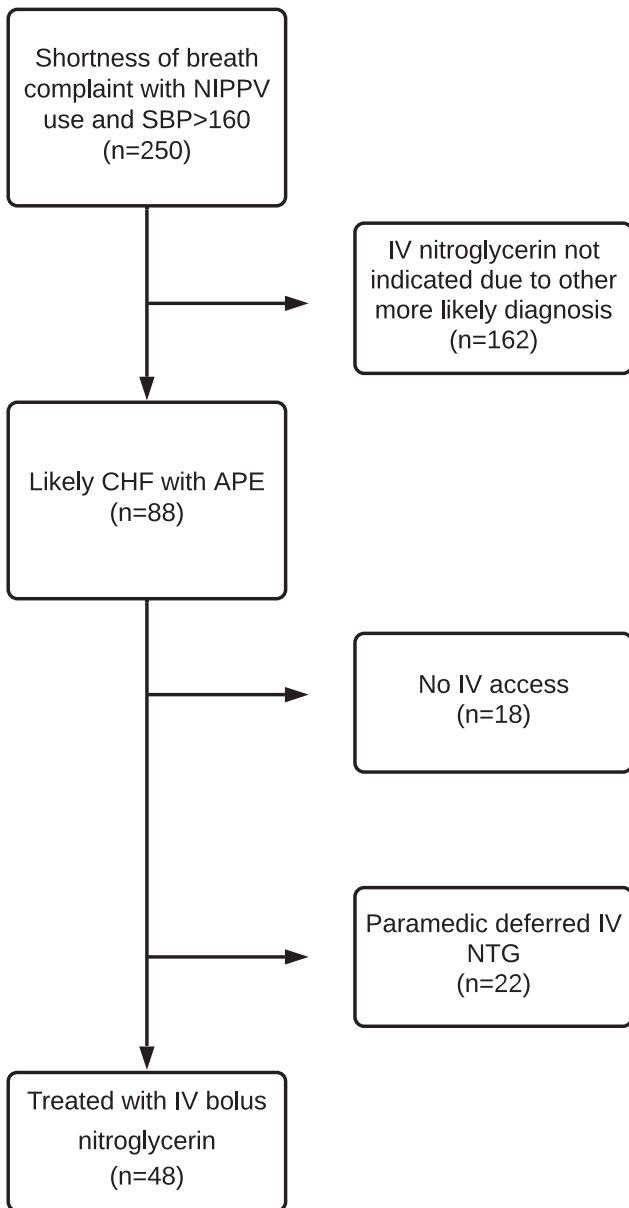 Shortness of breath
complaint with NIPPV
use and SBP>160
(n=250)
IV nitroglycerin not
indicated due to other
more likely diagnosis
(n=162)
Likely CHF with APE
(n=88)
No IV access
(n=18)
Paramedic deferred IV
NTG
(n=22)
Treated with IV bolus
nitroglycerin
(n=48)